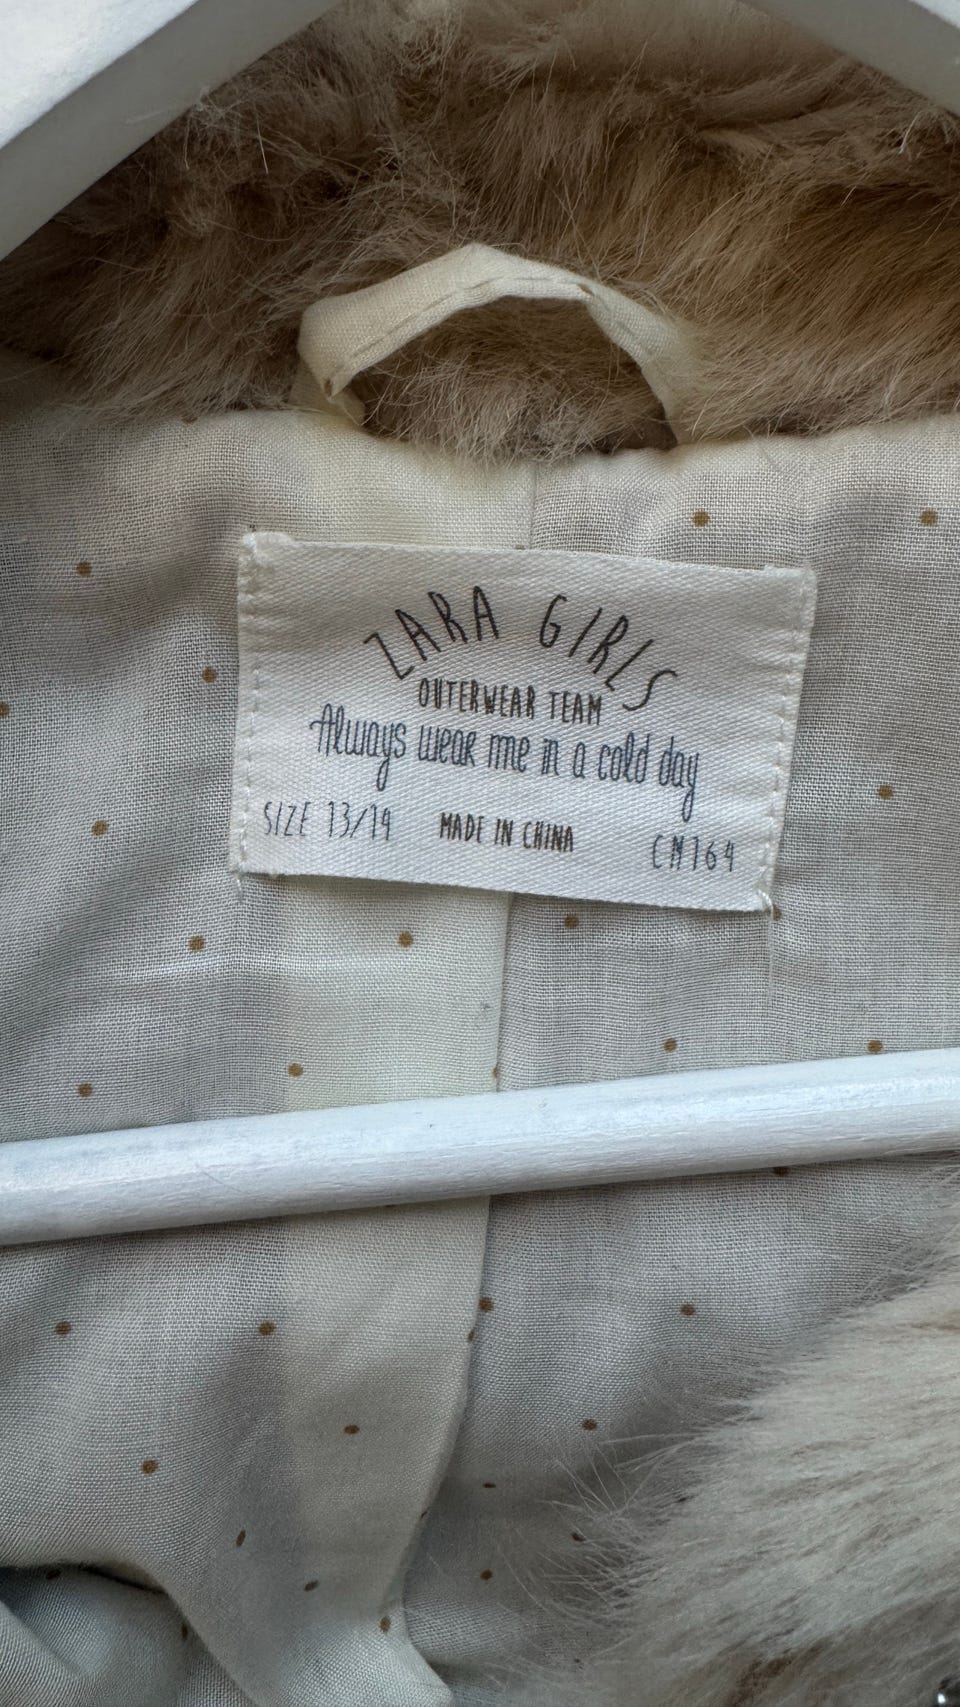 ZARA GIRLS
OUTERWEAR TEAM
Always wear me in a cold day
SIZE 13/14 MADE IN CHINA CM164